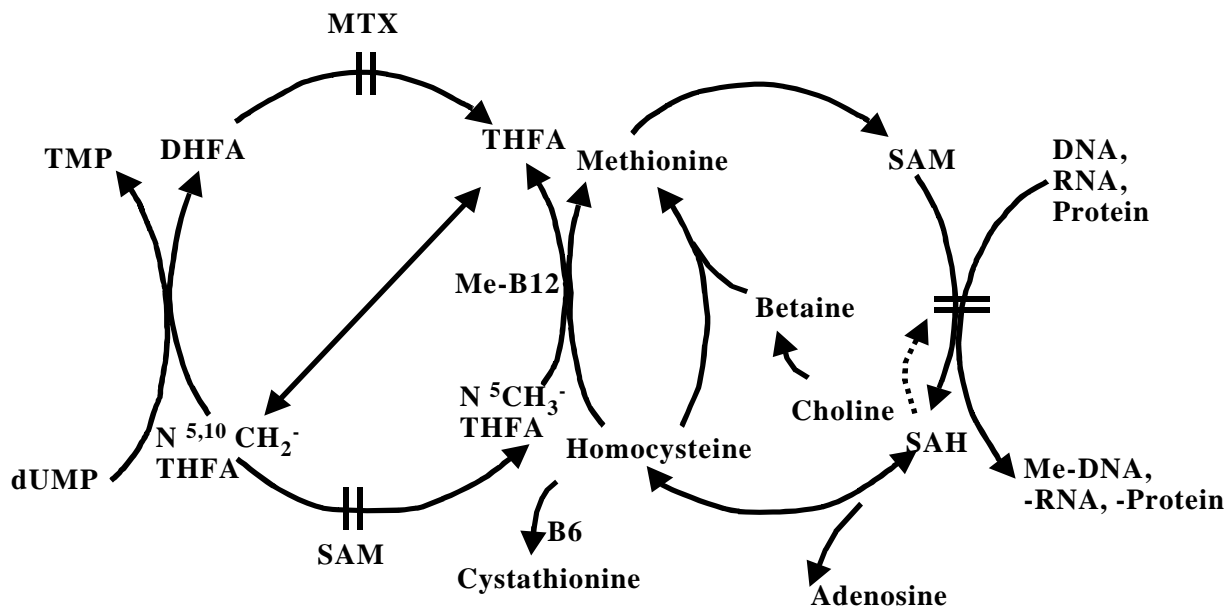 MTX
TMP
DHFA
THFA
Methionine
SAM
DNA,
RNA,
Protein
Me-B12
Betaine
N 5,10 CH2-
THFA
N 5CH3-
THFA
Choline
dUMP
Homocysteine
SAH
Me-DNA,
-RNA, -Protein
SAM
B6
Cystathionine
Adenosine